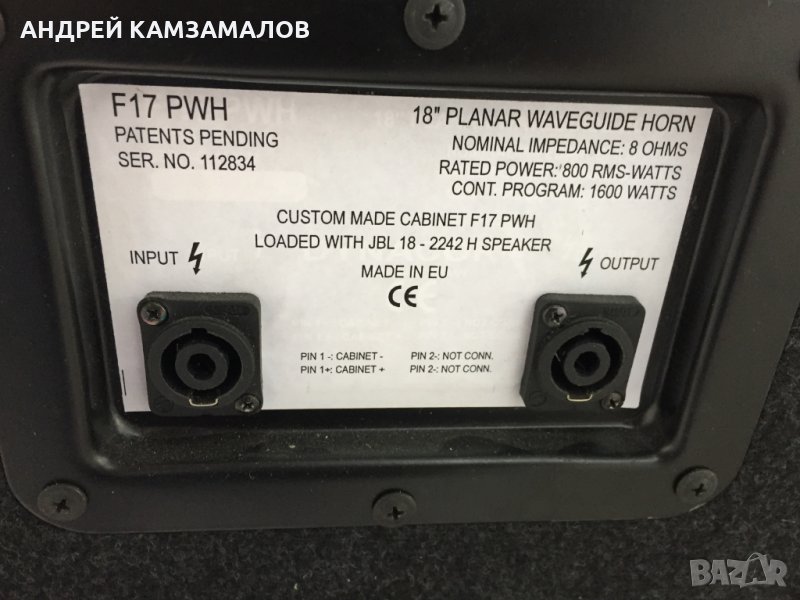 АНДРЕЙ КАМЗАМАЛОВ
F17 PWH
PATENTS PENDING
SER. NO. 112834
18" PLANAR WAVEGUIDE HORN
NOMINAL IMPEDANCE: 8 OHMS
RATED POWER: 800 RMS-WATTS
CONT. PROGRAM: 1600 WATTS
CUSTOM MADE CABINET F17 PWH
LOADED WITH JBL 18 - 2242 H SPEAKER
MADE IN EU
CE
INPUT
OUTPUT
PIN 1 -: CABINET - PIN 2-: NOT CONN.
PIN 1+: CABINET + PIN 2-: NOT CONN.
BAZAR